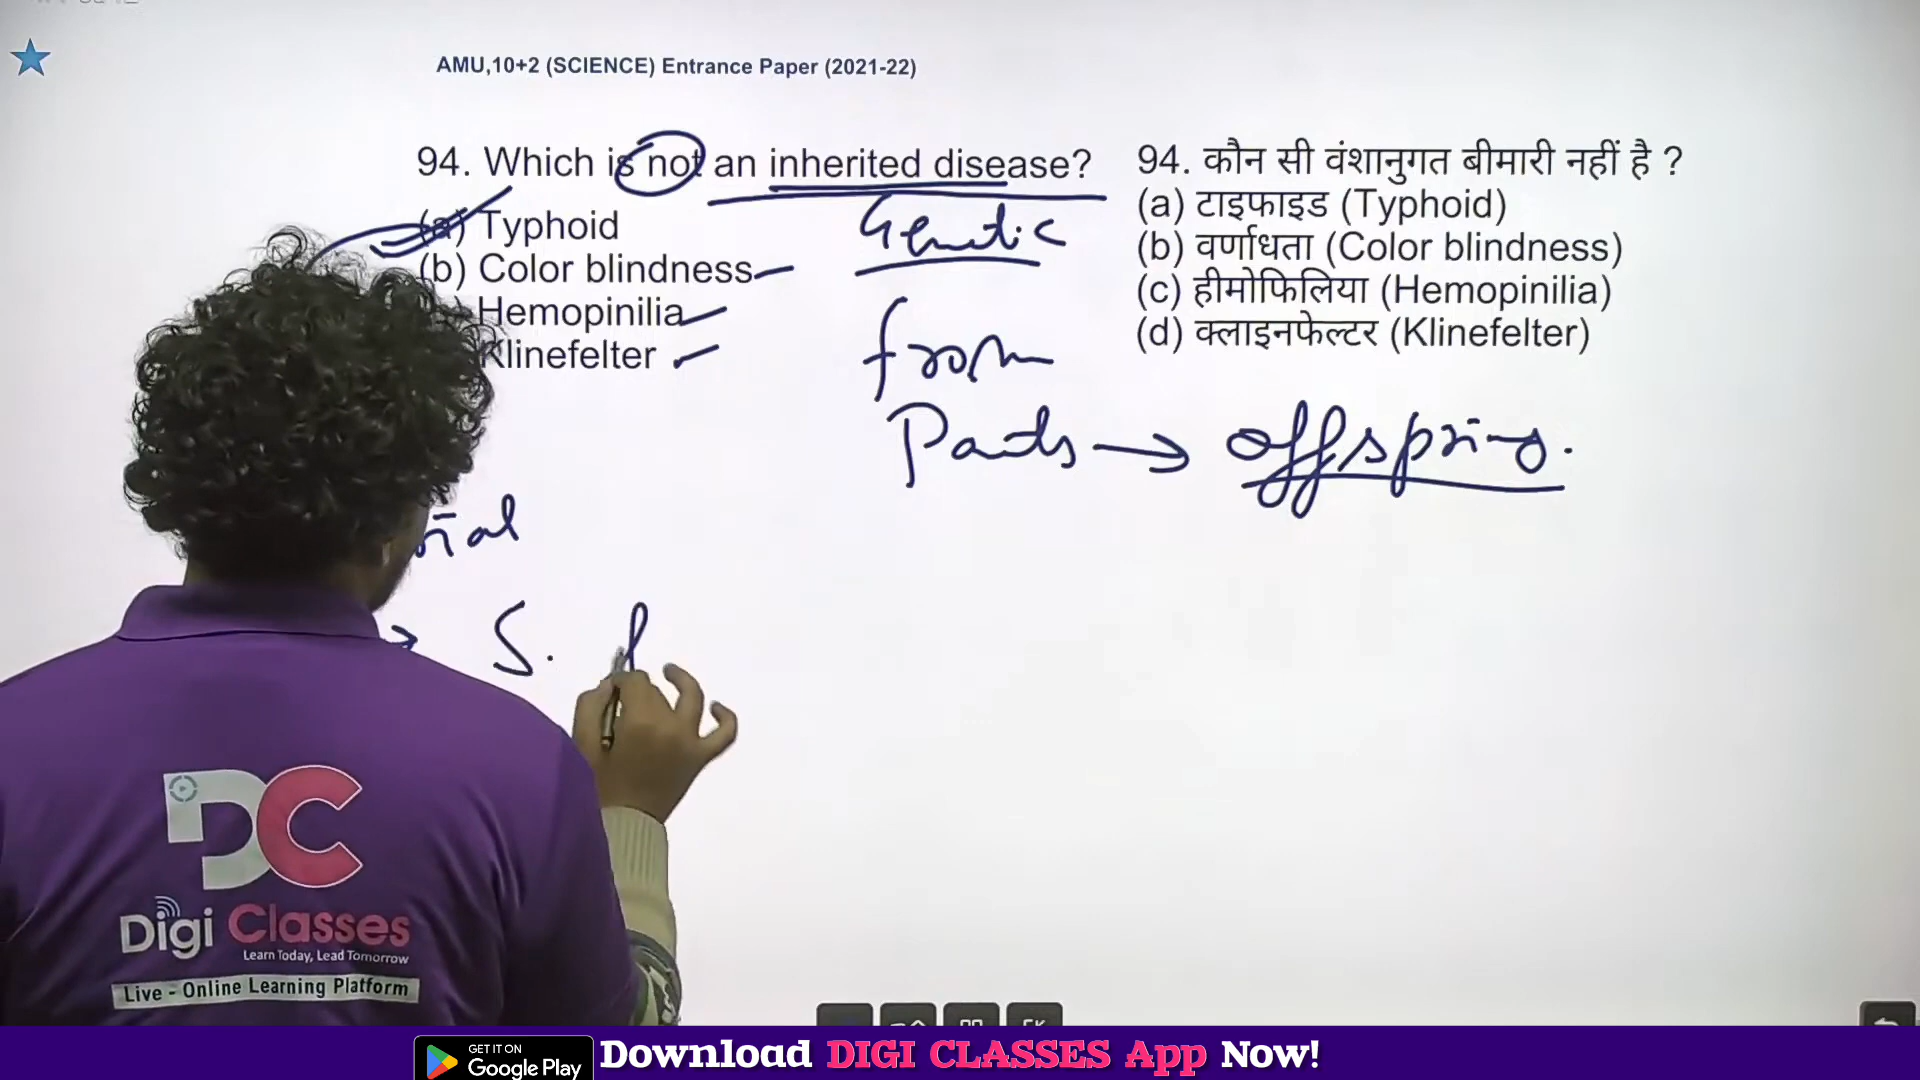 AMU,10+2 (SCIENCE) Entrance Paper (2021-22)
94. Which is not an inherited disease?
(a) Typhoid
(b) Color blindness
Hemopinilia
Klinefelter
Genetic
from
Parts → offspring.
S.
94. कौन सी वंशानुगत बीमारी नहीं है ?
(a) टाइफाइड (Typhoid)
(b) वर्णाधता (Color blindness)
(c) हीमोफिलिया (Hemopinilia)
(d) क्लाइनफेल्टर (Klinefelter)
DC
Digi Classes
Learn Today, Lead Tomorrow
Live - Online Learning Platform
GET IT ON
Google Play
Download DIGI CLASSES App Now!